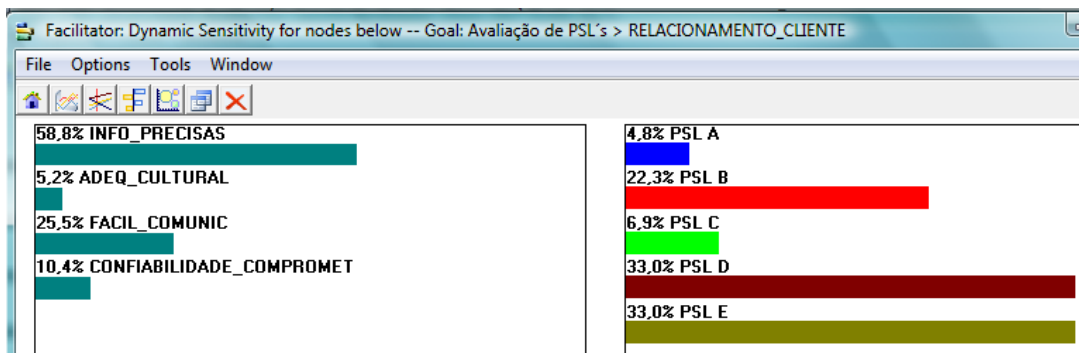 Facilitator: Dynamic Sensitivity for nodes below -- Goal: Avaliação de PSL´s > RELACIONAMENTO_CLIENTE
File Options Tools Window
58,8% INFO_PRECISAS
5,2% ADEQ_CULTURAL
25,5% FACIL_COMUNIC
10,4% CONFIABILIDADE_COMPROMET
4,8% PSL A
22,3% PSL B
6,9% PSL C
33,0% PSL D
33,0% PSL E